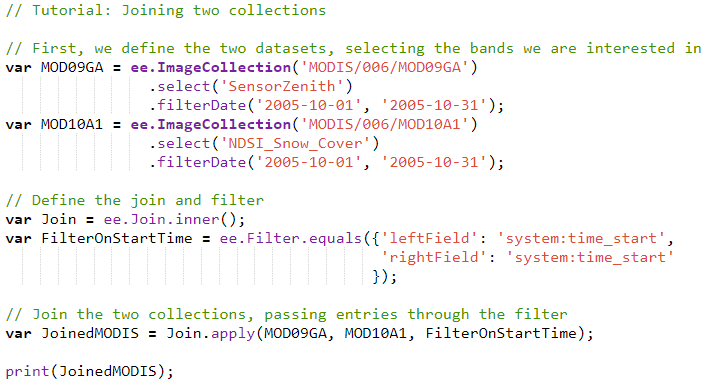 // Tutorial: Joining two collections

// First, we define the two datasets, selecting the bands we are interested in
var MOD09GA = ee.ImageCollection('MODIS/006/MOD09GA')
                .select('SensorZenith')
                .filterDate('2005-10-01', '2005-10-31');
var MOD10A1 = ee.ImageCollection('MODIS/006/MOD10A1')
                .select('NDSI_Snow_Cover')
                .filterDate('2005-10-01', '2005-10-31');

// Define the join and filter
var Join = ee.Join.inner();
var FilterOnStartTime = ee.Filter.equals({'leftField': 'system:time_start',
                                          'rightField': 'system:time_start'
                                         });

// Join the two collections, passing entries through the filter
var JoinedMODIS = Join.apply(MOD09GA, MOD10A1, FilterOnStartTime);

print(JoinedMODIS);